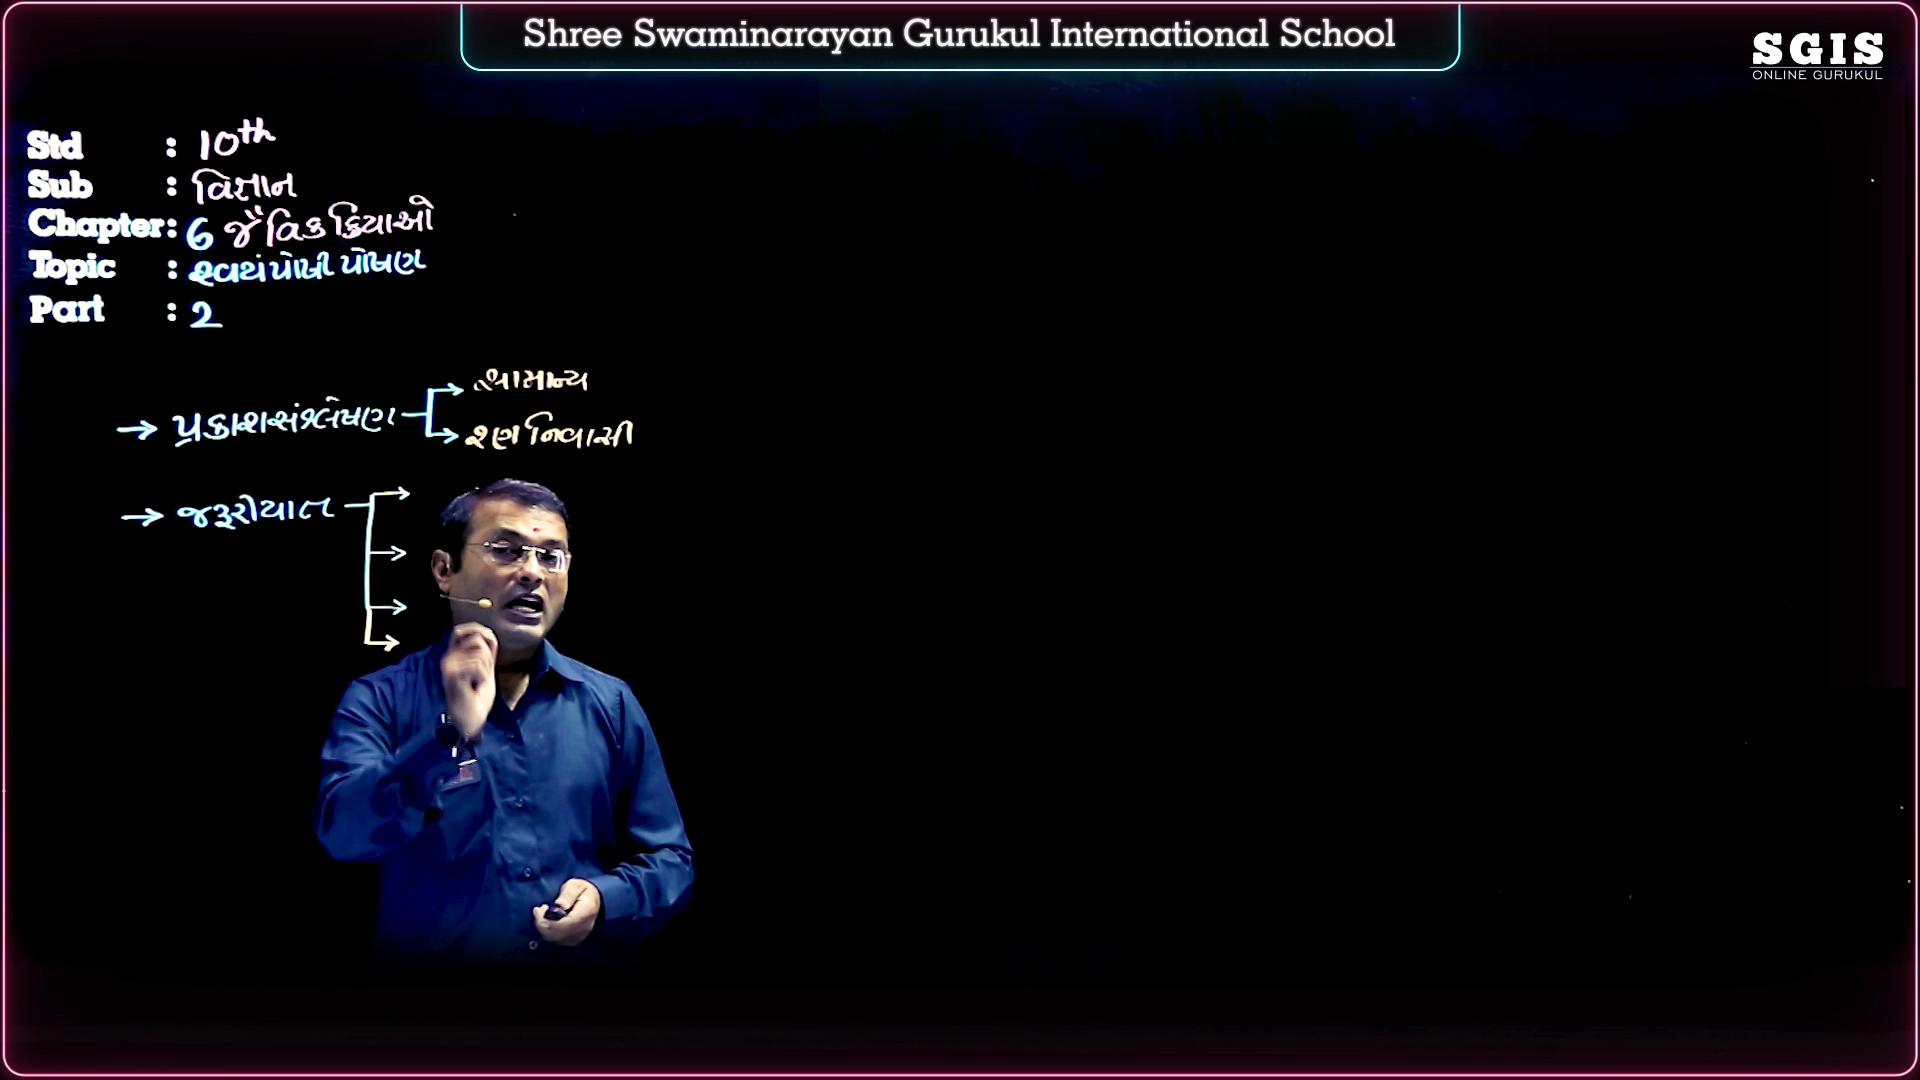 Shree Swaminarayan Gurukul International School
SGIS
ONLINE GURUKUL
Std : 10th
Sub : વિજ્ઞાન
Chapter: 6 જૈવિક ક્રિયાઓ
Topic : સ્વયંપોષી પોષણ
Part : 2
→ પ્રકાશસંશ્લેષણ → સામાન્ય
→ રણ નિવાસી
→ જરૂરીયાત